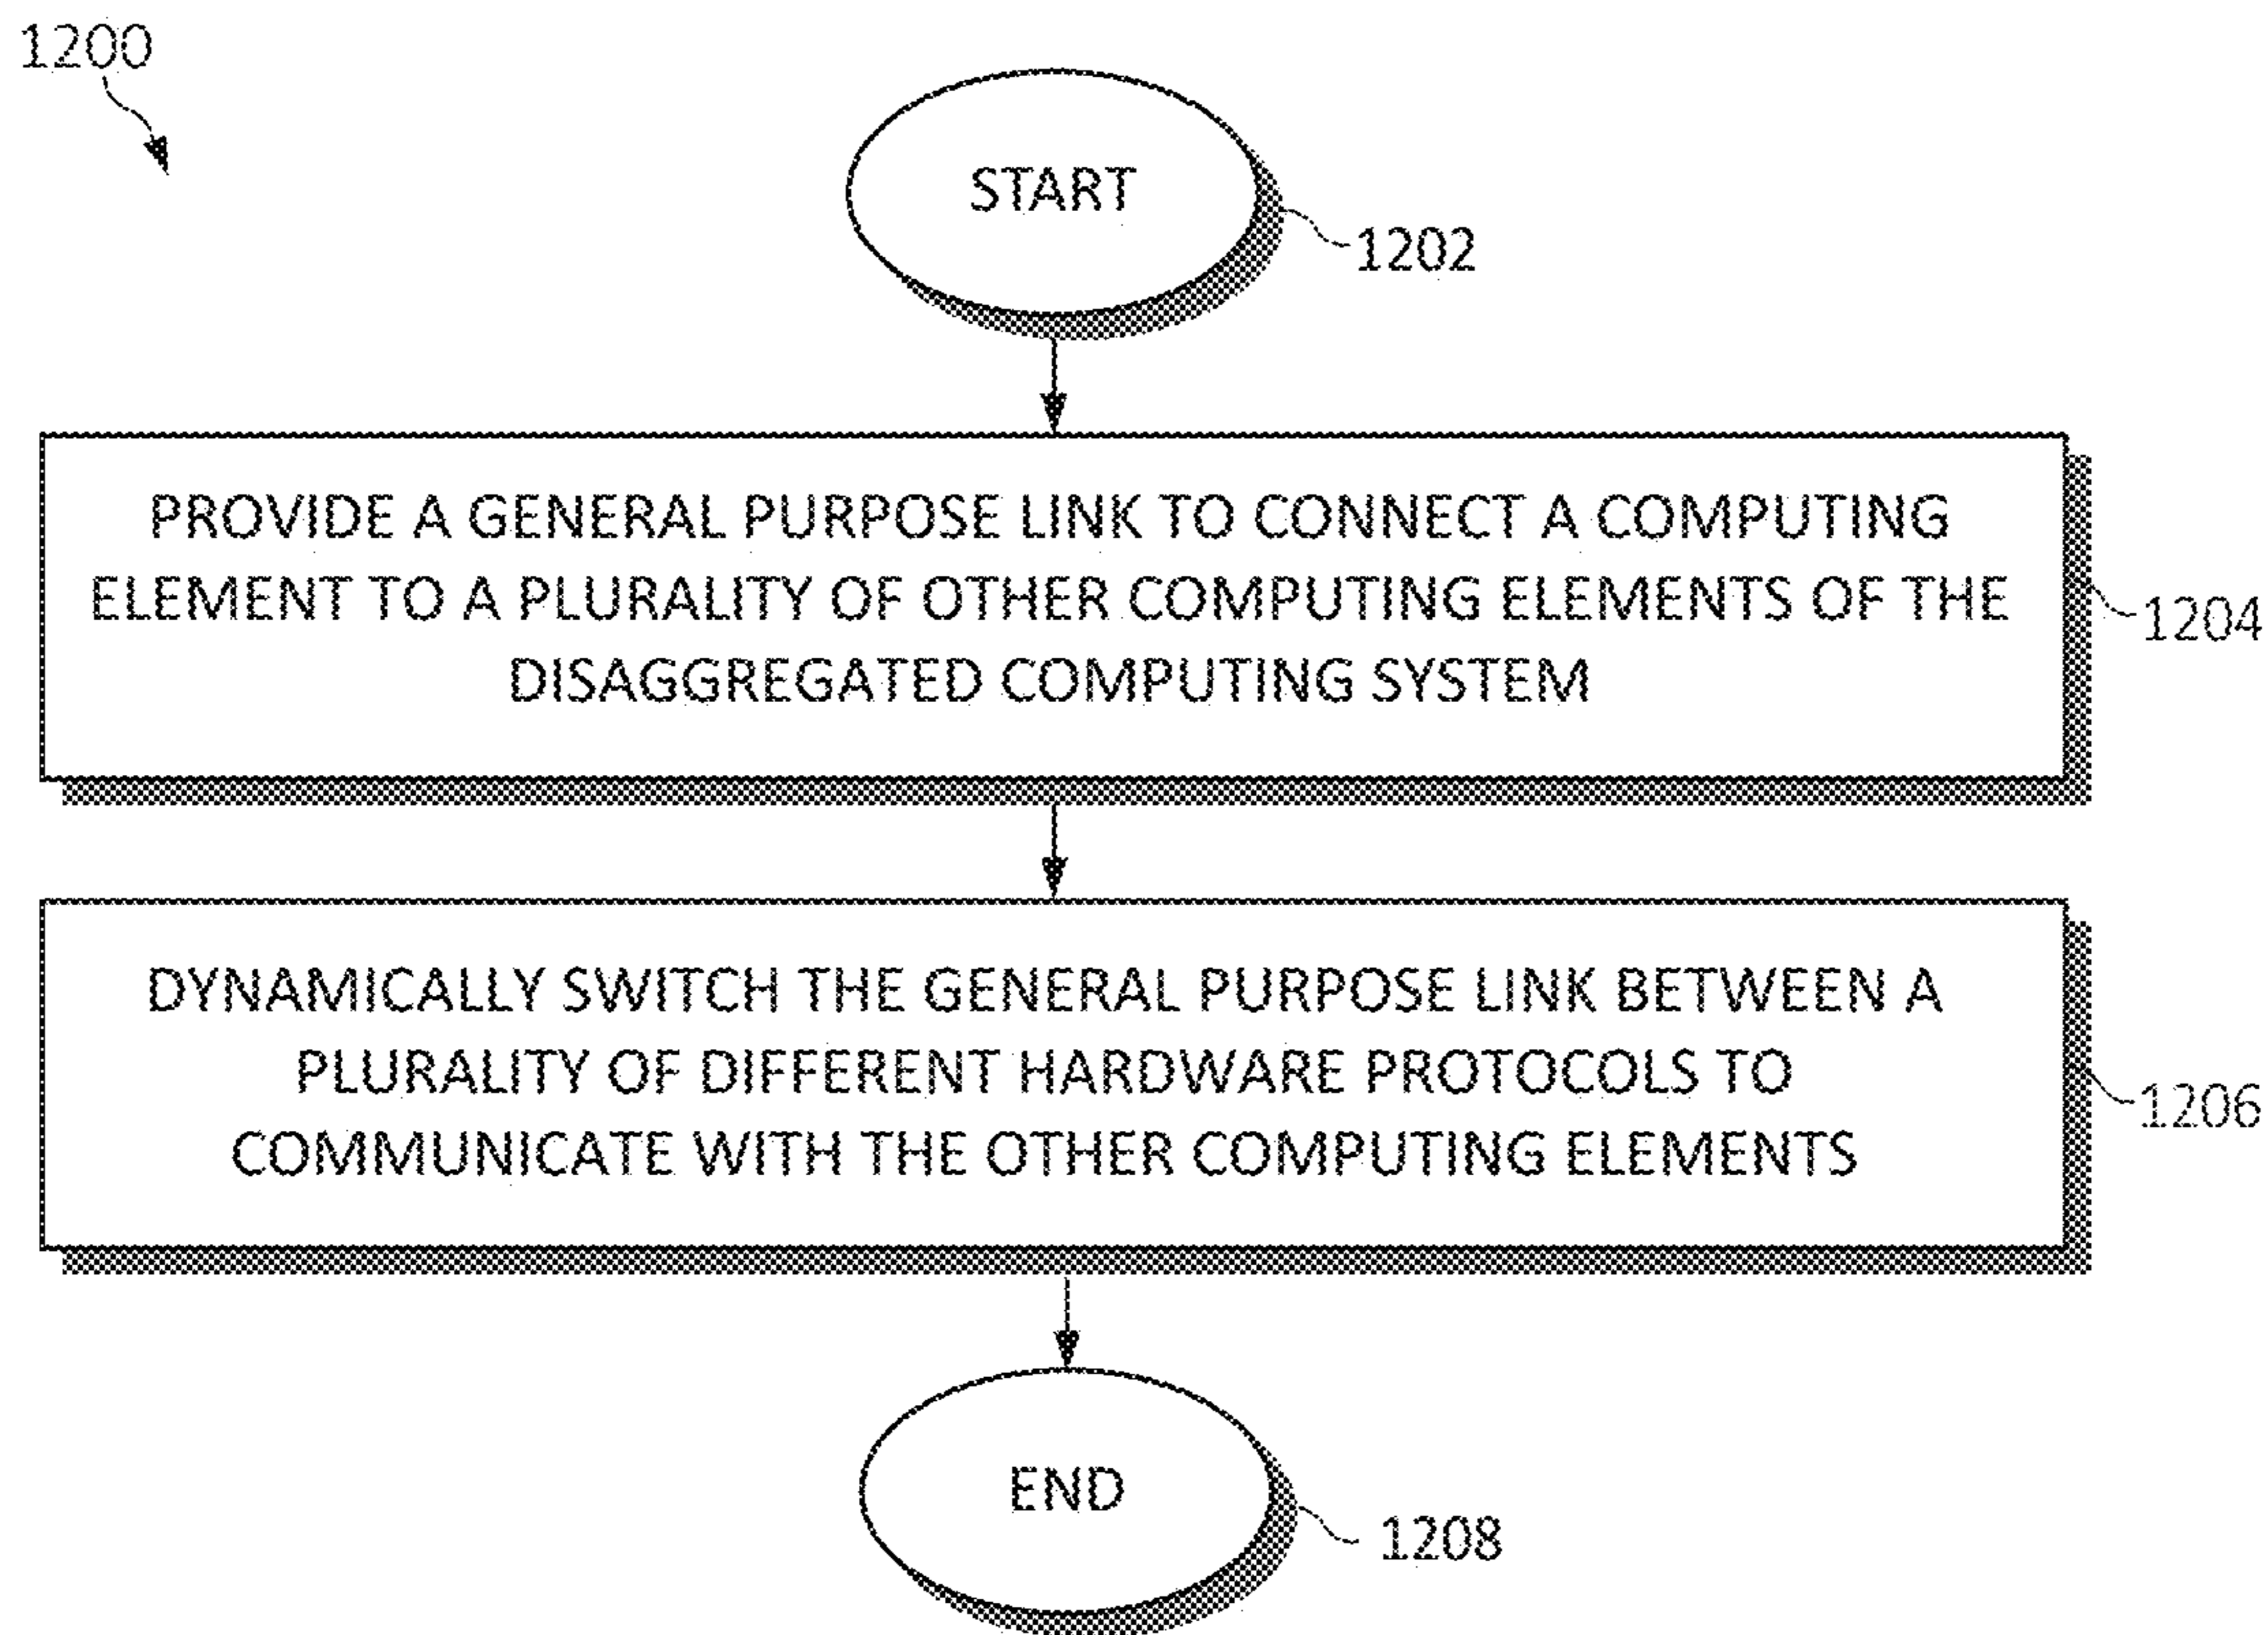 1200
START
1202
PROVIDE A GENERAL PURPOSE LINK TO CONNECT A COMPUTING
ELEMENT TO A PLURALITY OF OTHER COMPUTING ELEMENTS OF THE
DISAGGREGATED COMPUTING SYSTEM
1204
DYNAMICALLY SWITCH THE GENERAL PURPOSE LINK BETWEEN A
PLURALITY OF DIFFERENT HARDWARE PROTOCOLS TO
COMMUNICATE WITH THE OTHER COMPUTING ELEMENTS
1206
END
1208